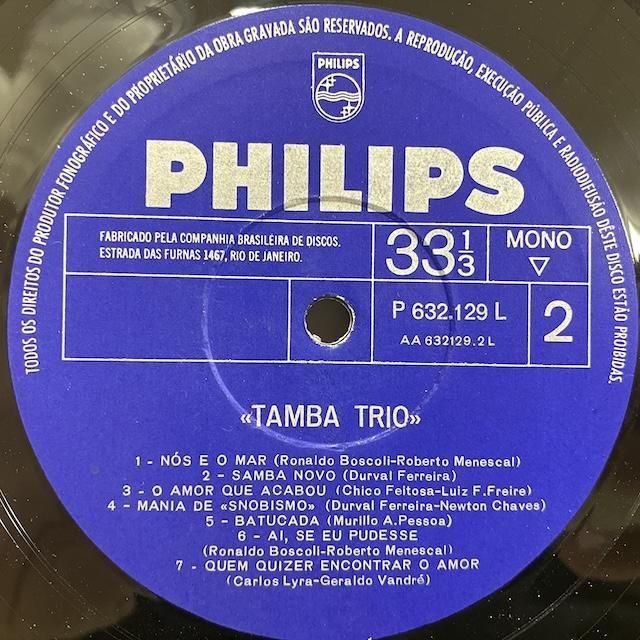 TODOS OS DIREITOS DO PRODUTOR FONOGRÁFICO E DO PROPRIETÁRIO DA OBRA GRAVADA SÃO RESERVADOS. A REPRODUÇÃO, EXECUÇÃO PÚBLICA E RADIODIFUSÃO DÊSTE DISCO ESTÃO PROIBIDAS.
PHILIPS
PHILIPS
FABRICADO PELA COMPANHIA BRASILEIRA DE DISCOS.
ESTRADA DAS FURNAS 1467, RIO DE JANEIRO.
33 1/3
MONO
▽
P 632.129 L
AA 632129.2 L
2
«TAMBA TRIO»
1 - NÓS E O MAR (Ronaldo Boscoli-Roberto Menescal)
2 - SAMBA NOVO (Durval Ferreira)
3 - O AMOR QUE ACABOU (Chico Feitosa-Luiz F.Freire)
4 - MANIA DE «SNOBISMO» (Durval Ferreira-Newton Chaves)
5 - BATUCADA (Murillo A.Pessoa)
6 - AI, SE EU PUDESSE
(Ronaldo Boscoli-Roberto Menescal)
7 - QUEM QUIZER ENCONTRAR O AMOR
(Carlos Lyra-Geraldo Vandré)